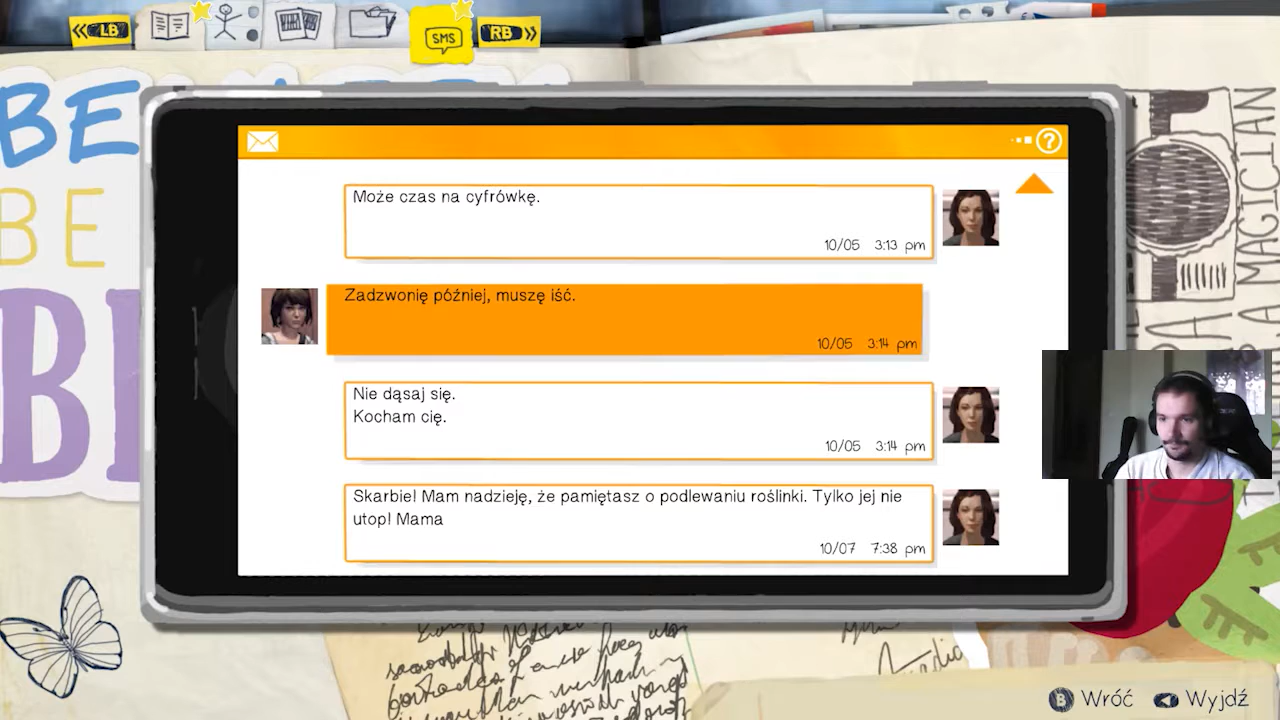 LB
SMS
RB
BE
BE
A MAGICIAN
Może czas na cyfrówkę.
10/05 3:13 pm
Zadzwonię później, muszę iść.
10/05 3:14 pm
Nie dąsaj się.
Kocham cię.
10/05 3:14 pm
Skarbie! Mam nadzieję, że pamiętasz o podlewaniu roślinki. Tylko jej nie
utop! Mama
10/07 7:38 pm
B Wróć Wyjdź